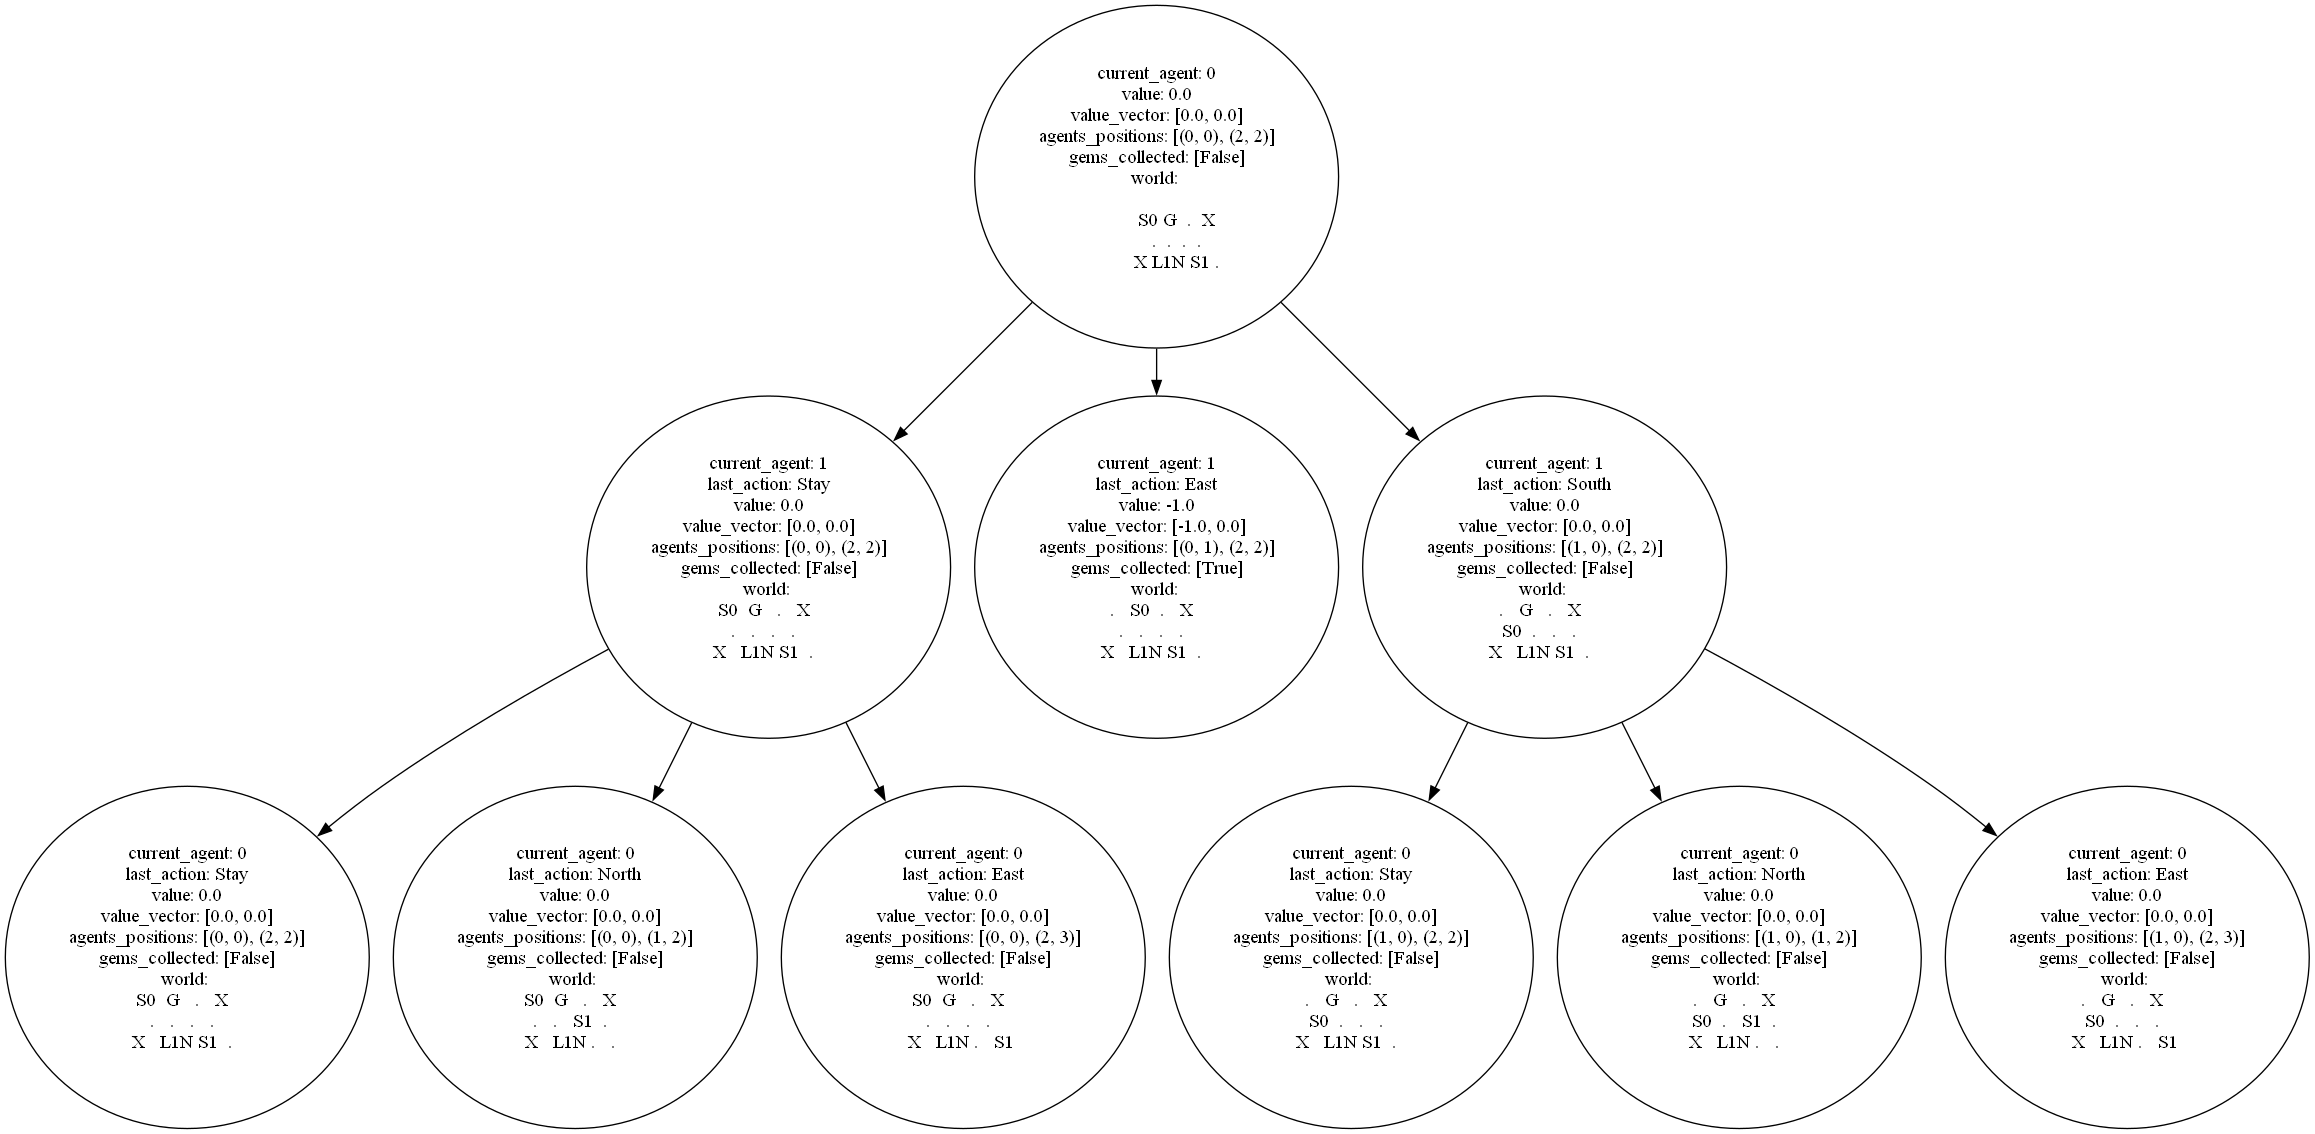 current_agent: 0
value: 0.0
value_vector: [0.0, 0.0]
agents_positions: [(0, 0), (2, 2)]
gems_collected: [False]
world:
S0 G . X
. . . .
X L1N S1 .
current_agent: 1
last_action: Stay
value: 0.0
value_vector: [0.0, 0.0]
agents_positions: [(0, 0), (2, 2)]
gems_collected: [False]
world:
S0 G . X
. . . .
X L1N S1 .
current_agent: 1
last_action: East
value: -1.0
value_vector: [-1.0, 0.0]
agents_positions: [(0, 1), (2, 2)]
gems_collected: [True]
world:
. S0 . X
. . . .
X L1N S1 .
current_agent: 1
last_action: South
value: 0.0
value_vector: [0.0, 0.0]
agents_positions: [(1, 0), (2, 2)]
gems_collected: [False]
world:
. G . X
S0 . . .
X L1N S1 .
current_agent: 0
last_action: Stay
value: 0.0
value_vector: [0.0, 0.0]
agents_positions: [(0, 0), (2, 2)]
gems_collected: [False]
world:
S0 G . X
. . . .
X L1N S1 .
current_agent: 0
last_action: North
value: 0.0
value_vector: [0.0, 0.0]
agents_positions: [(0, 0), (1, 2)]
gems_collected: [False]
world:
S0 G . X
. . S1 .
X L1N . .
current_agent: 0
last_action: East
value: 0.0
value_vector: [0.0, 0.0]
agents_positions: [(0, 0), (2, 3)]
gems_collected: [False]
world:
S0 G . X
. . . .
X L1N . S1
current_agent: 0
last_action: Stay
value: 0.0
value_vector: [0.0, 0.0]
agents_positions: [(1, 0), (2, 2)]
gems_collected: [False]
world:
. G . X
S0 . . .
X L1N S1 .
current_agent: 0
last_action: North
value: 0.0
value_vector: [0.0, 0.0]
agents_positions: [(1, 0), (1, 2)]
gems_collected: [False]
world:
. G . X
S0 . S1 .
X L1N . .
current_agent: 0
last_action: East
value: 0.0
value_vector: [0.0, 0.0]
agents_positions: [(1, 0), (2, 3)]
gems_collected: [False]
world:
. G . X
S0 . . .
X L1N . S1